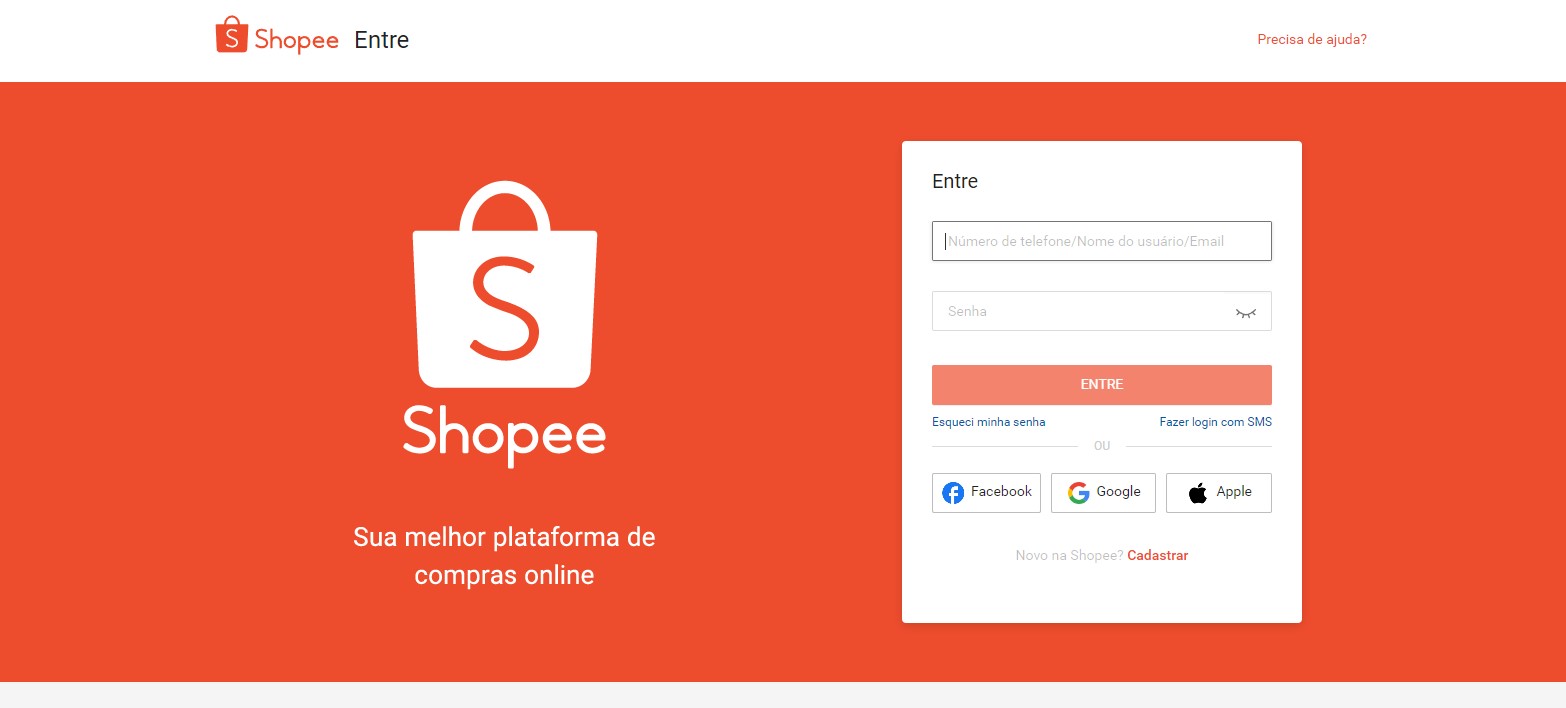 Shopee Entre
Precisa de ajuda?
S
Shopee
Sua melhor plataforma de
compras online
Entre
Número de telefone/Nome do usuário/Email
Senha
ENTRE
Esqueci minha senha
Fazer login com SMS
OU
Facebook
Google
Apple
Novo na Shopee? Cadastrar